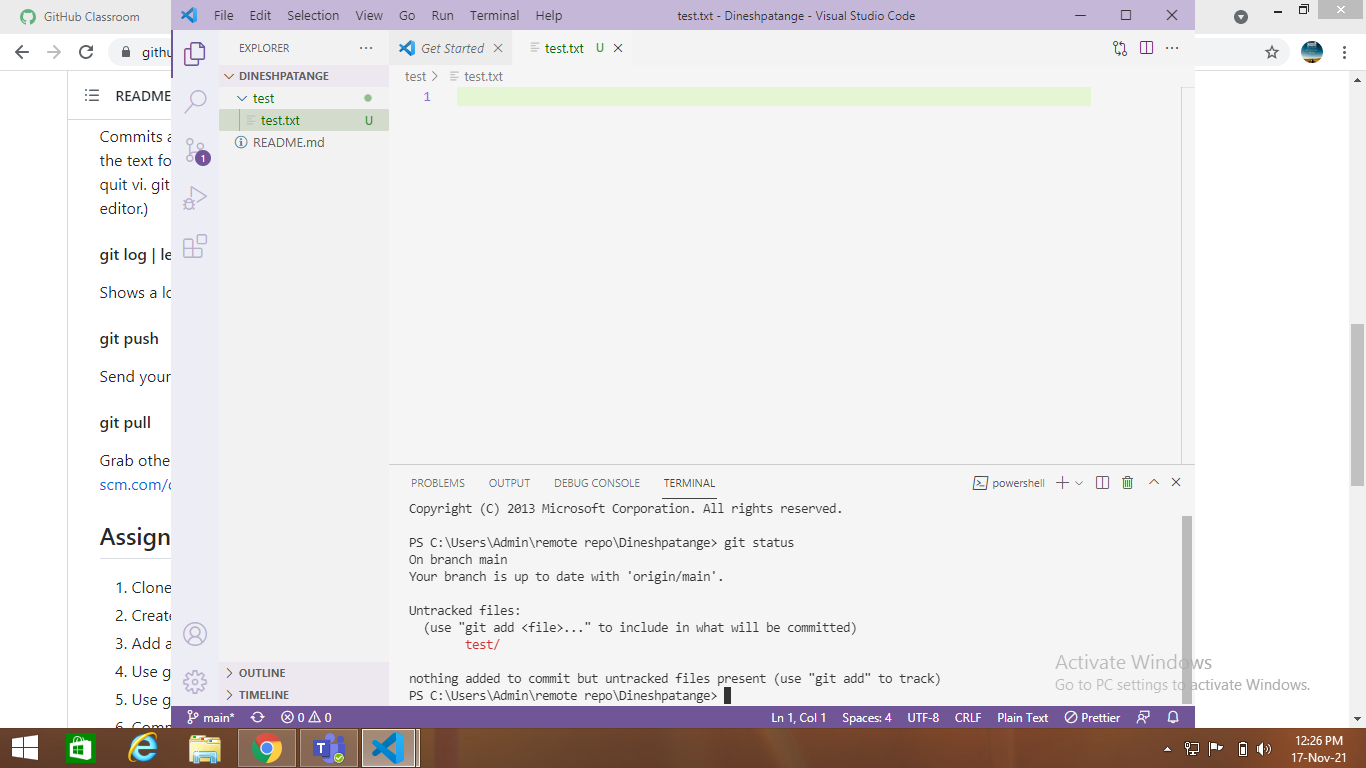 GitHub Classroom
File Edit Selection View Go Run Terminal Help
test.txt - Dineshpatange - Visual Studio Code
githu
README
Commits a
the text fo
quit vi. git
editor.)
git log | le
Shows a lo
git push
Send your
git pull
Grab othe
scm.com/c
Assign
1. Clone
2. Create
3. Add a
4. Use g
5. Use g
6. Comm
EXPLORER
DINESHPATANGE
test
test.txt U
README.md
1
OUTLINE
TIMELINE
Get Started
test.txt U
test > test.txt
1
PROBLEMS OUTPUT DEBUG CONSOLE TERMINAL
powershell
Copyright (C) 2013 Microsoft Corporation. All rights reserved.
PS C:\Users\Admin\remote repo\Dineshpatange> git status
On branch main
Your branch is up to date with 'origin/main'.
Untracked files:
(use "git add <file>..." to include in what will be committed)
test/
nothing added to commit but untracked files present (use "git add" to track)
PS C:\Users\Admin\remote repo\Dineshpatange>
Activate Windows
Go to PC settings to activate Windows.
main* 0 0
Ln 1, Col 1 Spaces: 4 UTF-8 CRLF Plain Text Prettier
12:26 PM
17-Nov-21